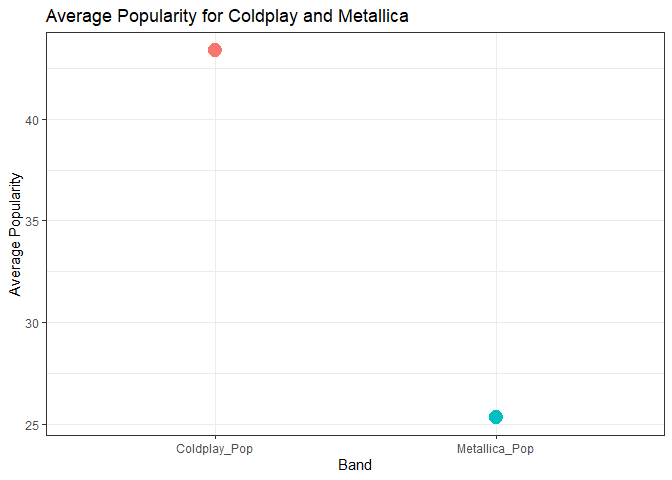 Average Popularity for Coldplay and Metallica
Average Popularity
40
35
30
25
Coldplay_Pop
Metallica_Pop
Band